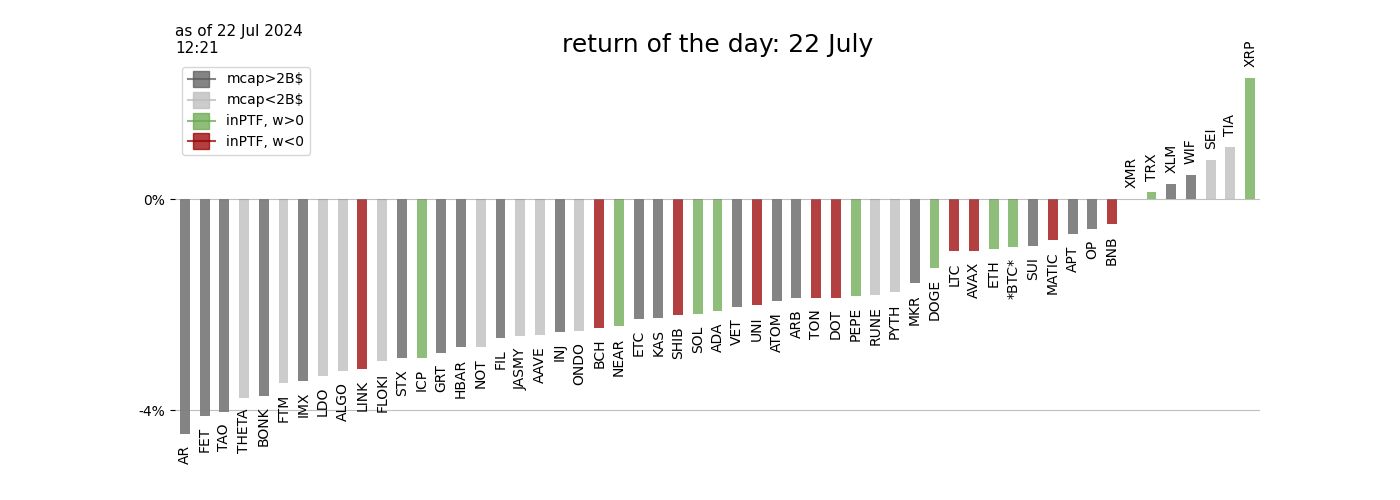 as of 22 Jul 2024
12:21
return of the day: 22 July
mcap>2B$
mcap<2B$
inPTF, w>0
inPTF, w<0
0%
-4%
AR
FET
TAO
THETA
BONK
FTM
IMX
LDO
ALGO
LINK
FLOKI
STX
ICP
GRT
HBAR
NOT
FIL
JASMY
AAVE
INJ
ONDO
BCH
NEAR
ETC
KAS
SHIB
SOL
ADA
VET
UNI
ATOM
ARB
TON
DOT
PEPE
RUNE
PYTH
MKR
DOGE
LTC
AVAX
ETH
*BTC*
SUI
MATIC
APT
OP
BNB
XMR
TRX
XLM
WIF
SEI
TIA
XRP